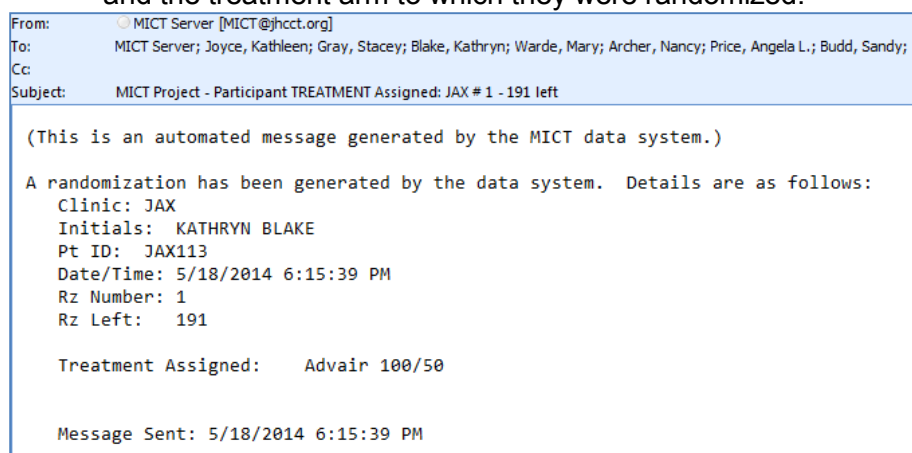 and the treatment arm to which they were randomized.
From: MICT Server [MICT@jhcct.org]
To: MICT Server; Joyce, Kathleen; Gray, Stacey; Blake, Kathryn; Warde, Mary; Archer, Nancy; Price, Angela L.; Budd, Sandy;
Cc:
Subject: MICT Project - Participant TREATMENT Assigned: JAX # 1 - 191 left
(This is an automated message generated by the MICT data system.)
A randomization has been generated by the data system. Details are as follows:
Clinic: JAX
Initials: KATHRYN BLAKE
Pt ID: JAX113
Date/Time: 5/18/2014 6:15:39 PM
Rz Number: 1
Rz Left: 191
Treatment Assigned: Advair 100/50
Message Sent: 5/18/2014 6:15:39 PM